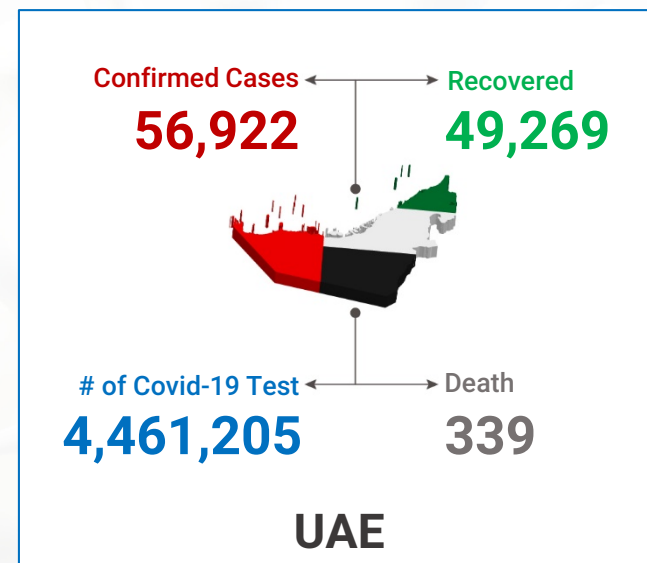 Confirmed Cases
56,922
Recovered
49,269
# of Covid-19 Test
4,461,205
Death
339
UAE